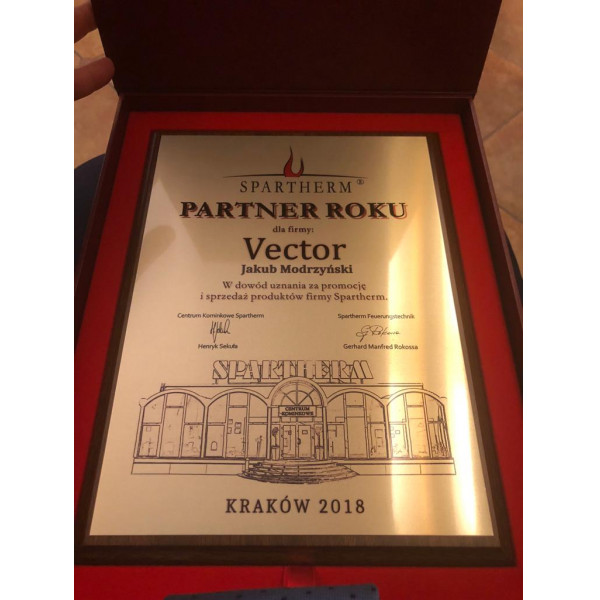 SPARTHERM®
PARTNER ROKU
dla firmy:
Vector
Jakub Modrzyński
W dowód uznania za promocję
i sprzedaż produktów firmy Spartherm.
Centrum Kominkowe Spartherm
Spartherm Feuerungstechnik
Henryk Sekuła
Gerhard Manfred Rokossa
SPARTHERM
CENTRUM
KOMINKOWE
KRAKÓW 2018